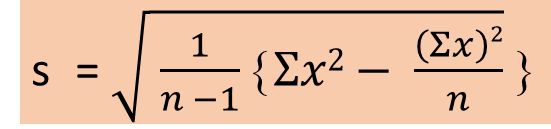 s = √ 1/(n − 1) {Σx² − (Σx)²/n}